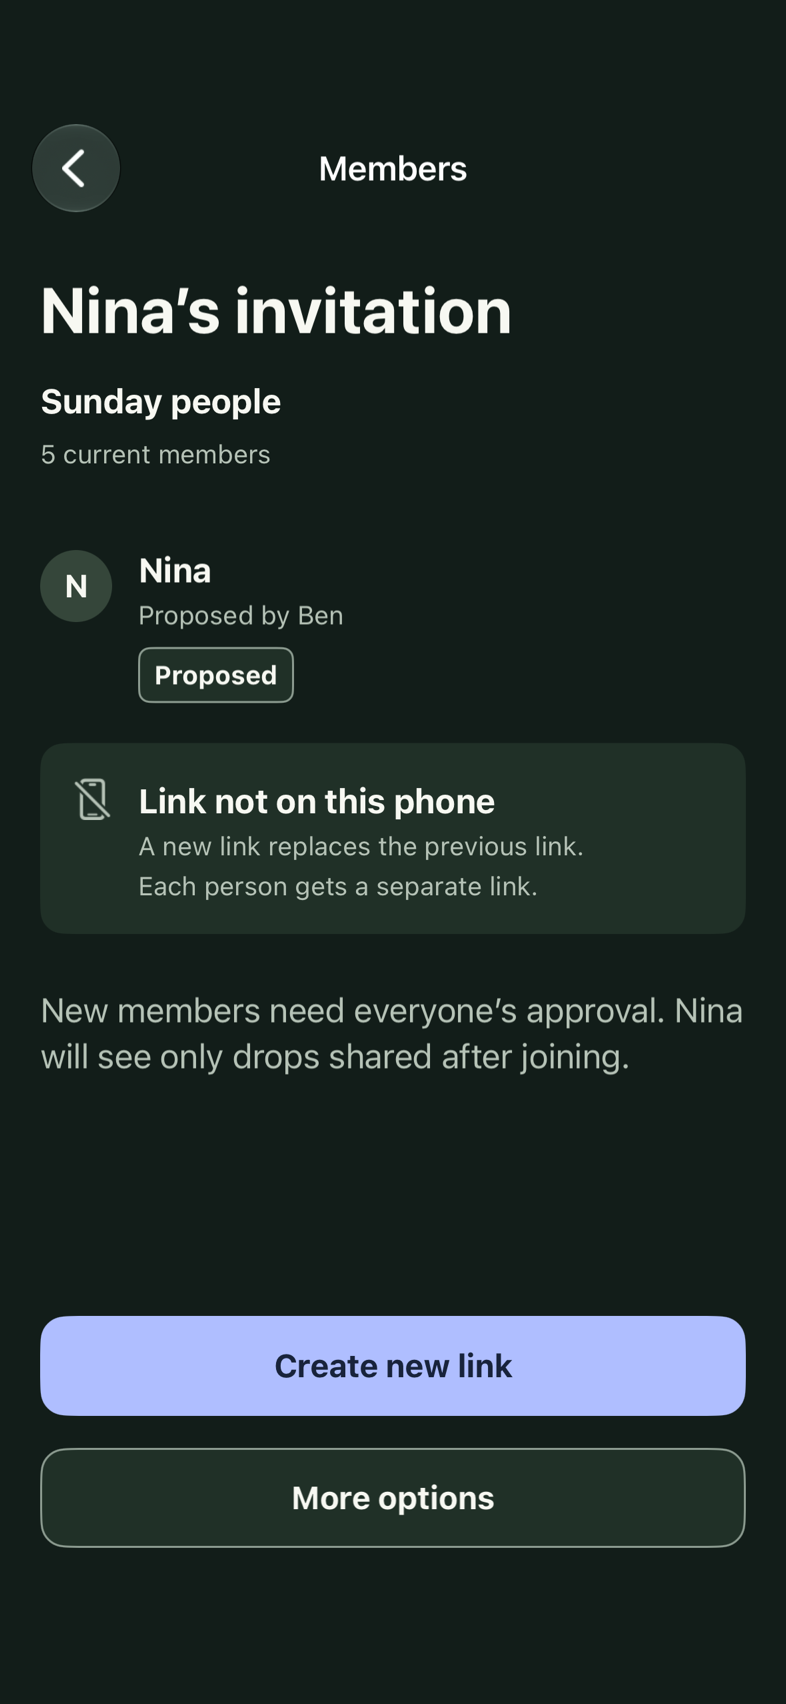 Members
Nina’s invitation
Sunday people
5 current members
N
Nina
Proposed by Ben
Proposed
Link not on this phone
A new link replaces the previous link.
Each person gets a separate link.
New members need everyone’s approval. Nina
will see only drops shared after joining.
Create new link
More options